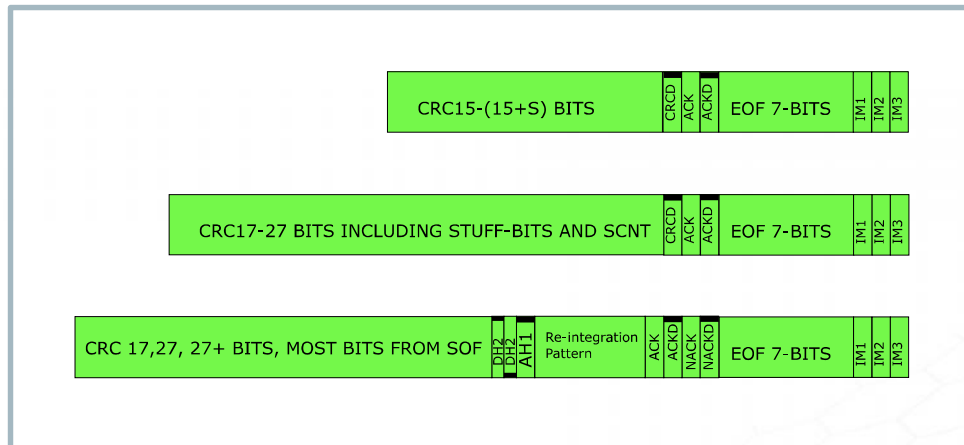 CRC15-(15+S) BITS
CRCD
ACK
ACKD
EOF 7-BITS
IM1
IM2
IM3
CRC17-27 BITS INCLUDING STUFF-BITS AND SCNT
CRCD
ACK
ACKD
EOF 7-BITS
IM1
IM2
IM3
CRC 17,27, 27+ BITS, MOST BITS FROM SOF
DH2
DH2
AH1
Re-integration
Pattern
ACK
ACKD
NACK
NACKD
EOF 7-BITS
IM1
IM2
IM3